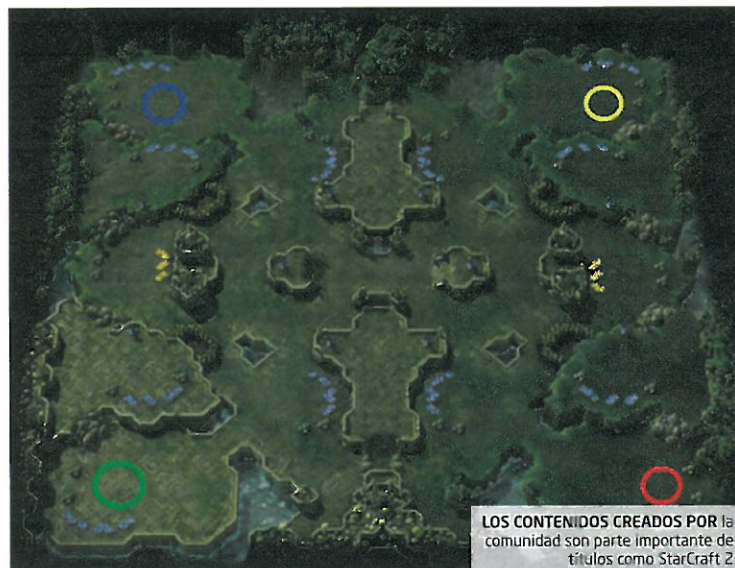 LOS CONTENIDOS CREADOS POR la
comunidad son parte importante de
títulos como StarCraft 2